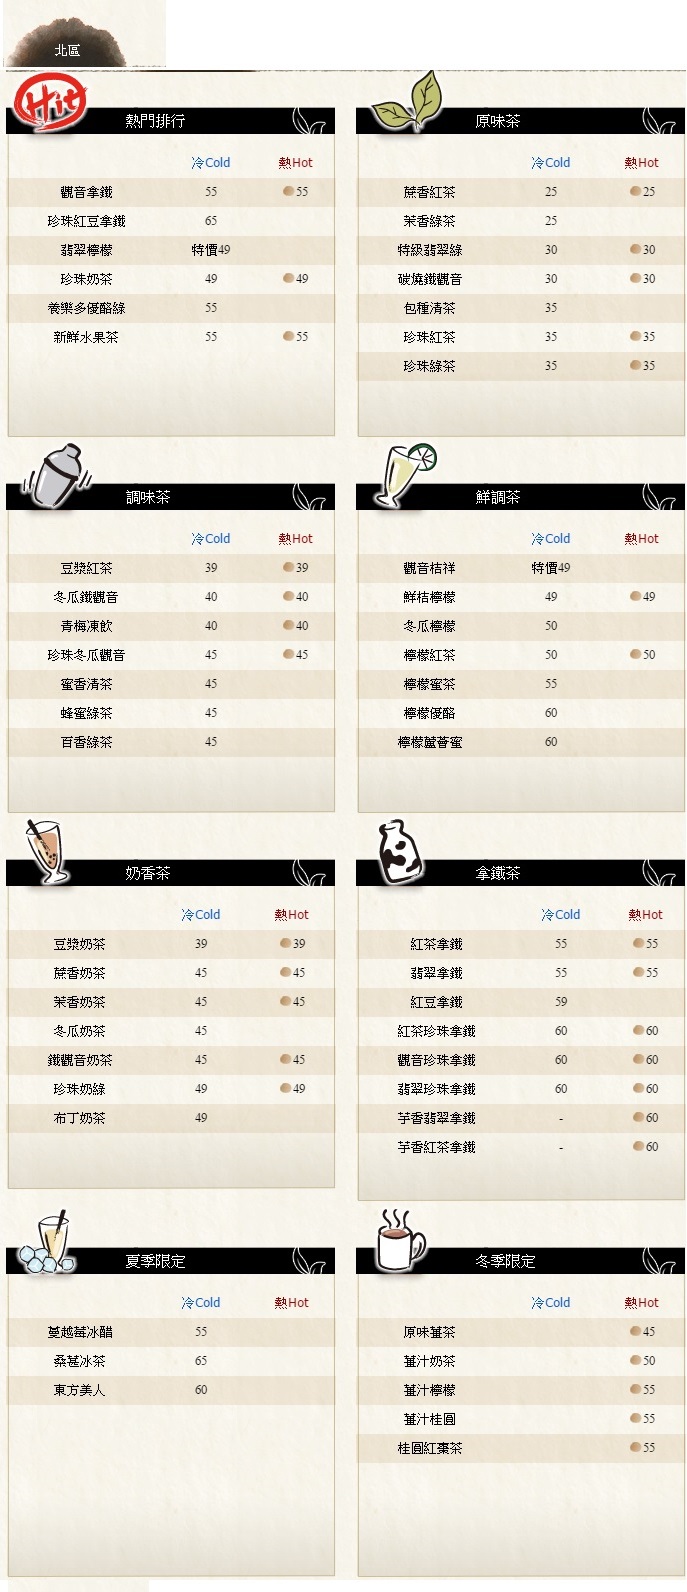 北區
Hit
熱門排行
冷Cold 熱Hot
觀音拿鐵 55 55
珍珠紅豆拿鐵 65
翡翠檸檬 特價49
珍珠奶茶 49 49
養樂多優酪綠 55
新鮮水果茶 55 55
原味茶
冷Cold 熱Hot
蔗香紅茶 25 25
茉香綠茶 25
特級翡翠綠 30 30
碳燒鐵觀音 30 30
包種清茶 35
珍珠紅茶 35 35
珍珠綠茶 35 35
調味茶
冷Cold 熱Hot
豆漿紅茶 39 39
冬瓜鐵觀音 40 40
青梅凍飲 40 40
珍珠冬瓜觀音 45 45
蜜香清茶 45
蜂蜜綠茶 45
百香綠茶 45
鮮調茶
冷Cold 熱Hot
觀音桔祥 特價49
鮮桔檸檬 49 49
冬瓜檸檬 50
檸檬紅茶 50 50
檸檬蜜茶 55
檸檬優酪 60
檸檬蘆薈蜜 60
奶香茶
冷Cold 熱Hot
豆漿奶茶 39 39
蔗香奶茶 45 45
茉香奶茶 45 45
冬瓜奶茶 45
鐵觀音奶茶 45 45
珍珠奶綠 49 49
布丁奶茶 49
拿鐵茶
冷Cold 熱Hot
紅茶拿鐵 55 55
翡翠拿鐵 55 55
紅豆拿鐵 59
紅茶珍珠拿鐵 60 60
觀音珍珠拿鐵 60 60
翡翠珍珠拿鐵 60 60
芋香翡翠拿鐵 - 60
芋香紅茶拿鐵 - 60
夏季限定
冷Cold 熱Hot
蔓越莓冰醋 55
桑葚冰茶 65
東方美人 60
冬季限定
冷Cold 熱Hot
原味薑茶 45
薑汁奶茶 50
薑汁檸檬 55
薑汁桂圓 55
桂圓紅棗茶 55